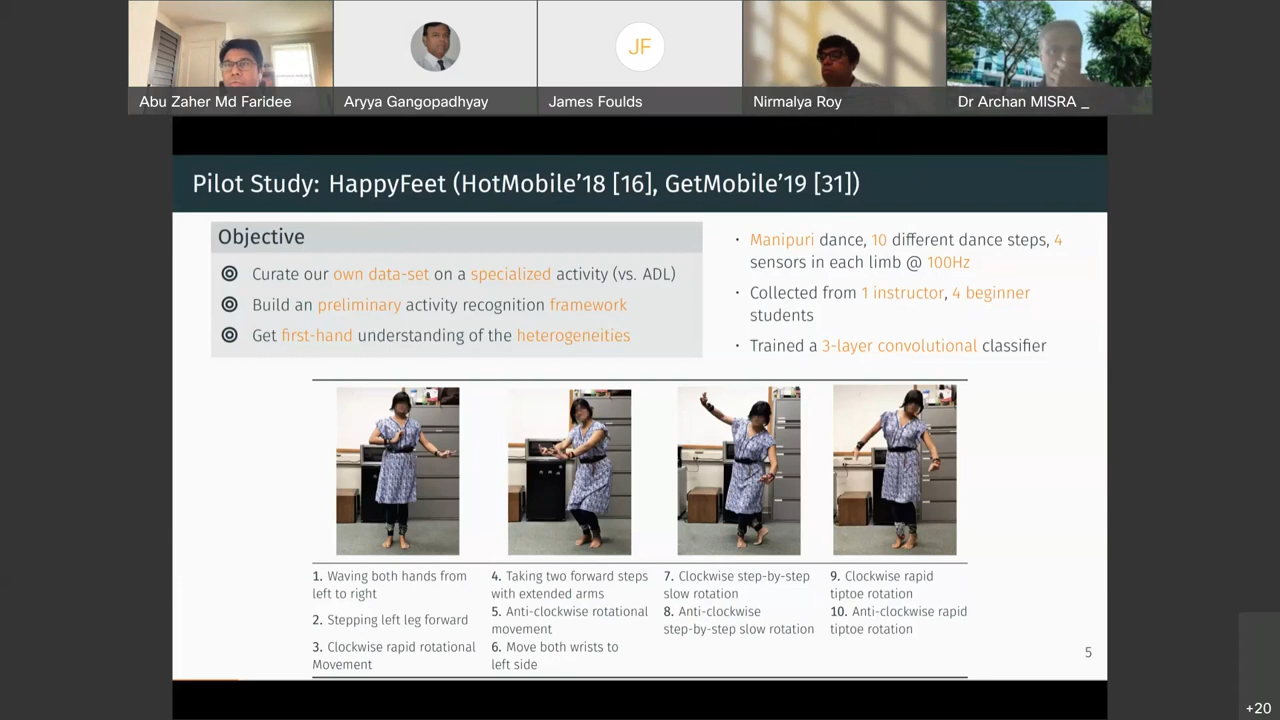 Abu Zaher Md Faridee
Aryya Gangopadhyay
JF
James Foulds
Nirmalya Roy
Dr Archan MISRA _
Pilot Study: HappyFeet (HotMobile’18 [16], GetMobile’19 [31])
Objective
Curate our own data-set on a specialized activity (vs. ADL)
Build an preliminary activity recognition framework
Get first-hand understanding of the heterogeneities
· Manipuri dance, 10 different dance steps, 4
sensors in each limb @ 100Hz
· Collected from 1 instructor, 4 beginner
students
· Trained a 3-layer convolutional classifier
1. Waving both hands from
left to right
2. Stepping left leg forward
3. Clockwise rapid rotational
Movement
4. Taking two forward steps
with extended arms
5. Anti-clockwise rotational
movement
6. Move both wrists to
left side
7. Clockwise step-by-step
slow rotation
8. Anti-clockwise
step-by-step slow rotation
9. Clockwise rapid
tiptoe rotation
10. Anti-clockwise rapid
tiptoe rotation
5
+20